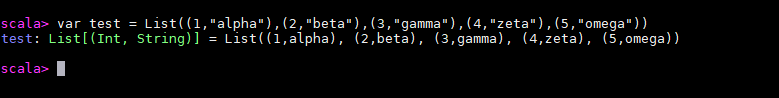 scala> var test = List((1,"alpha"),(2,"beta"),(3,"gamma"),(4,"zeta"),(5,"omega"))
test: List[(Int, String)] = List((1,alpha), (2,beta), (3,gamma), (4,zeta), (5,omega))
scala>